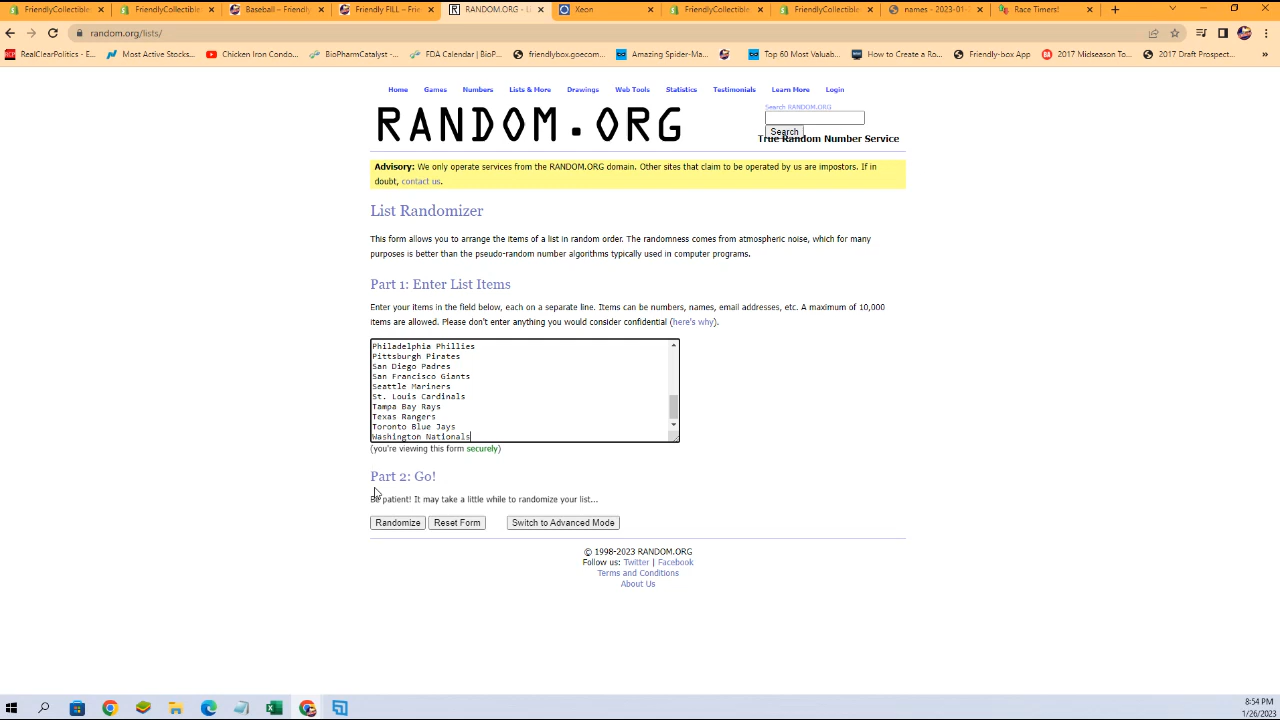 FriendlyCollectible
FriendlyCollectible
Baseball – Friendly
Friendly FILL – Frie
RANDOM.ORG - Li
Xeon
FriendlyCollectible
FriendlyCollectible
names - 2023-01-
Race Timers!
random.org/lists/
RealClearPolitics - E...
Most Active Stocks...
Chicken Iron Condo...
BioPharmCatalyst -...
FDA Calendar | BioP...
friendlybox.goecom...
Amazing Spider-Ma...
Top 60 Most Valuab...
How to Create a Ro...
Friendly-box App
2017 Midseason To...
2017 Draft Prospect...
»
Home Games Numbers Lists & More Drawings Web Tools Statistics Testimonials Learn More Login
Search RANDOM.ORG
RANDOM.ORG
Search
True Random Number Service
Advisory: We only operate services from the RANDOM.ORG domain. Other sites that claim to be operated by us are impostors. If in
doubt, contact us.
List Randomizer
This form allows you to arrange the items of a list in random order. The randomness comes from atmospheric noise, which for many
purposes is better than the pseudo-random number algorithms typically used in computer programs.
Part 1: Enter List Items
Enter your items in the field below, each on a separate line. Items can be numbers, names, email addresses, etc. A maximum of 10,000
items are allowed. Please don't enter anything you would consider confidential (here's why).
Philadelphia Phillies
Pittsburgh Pirates
San Diego Padres
San Francisco Giants
Seattle Mariners
St. Louis Cardinals
Tampa Bay Rays
Texas Rangers
Toronto Blue Jays
Washington Nationals
(you're viewing this form securely)
Part 2: Go!
Be patient! It may take a little while to randomize your list...
Randomize Reset Form Switch to Advanced Mode
© 1998-2023 RANDOM.ORG
Follow us: Twitter | Facebook
Terms and Conditions
About Us
8:54 PM
1/26/2023